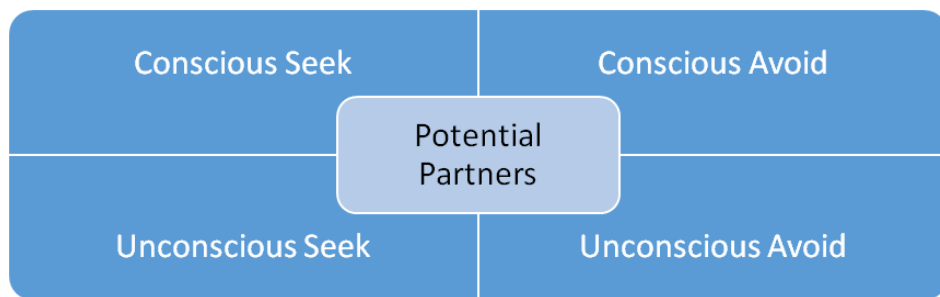 Conscious Seek
Conscious Avoid
Potential
Partners
Unconscious Seek
Unconscious Avoid